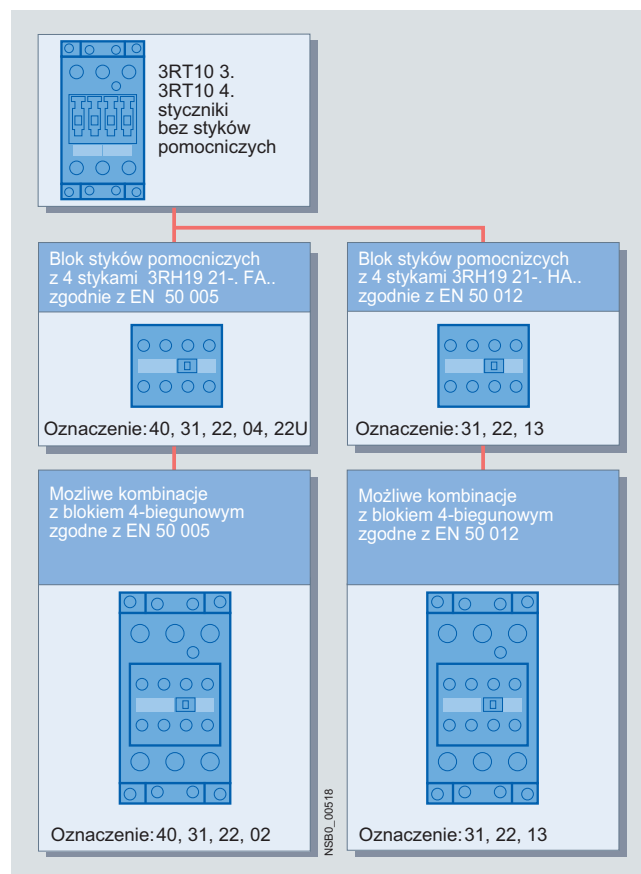 3RT10 3.
3RT10 4.
styczniki
bez styków
pomocniczych
Blok styków pomocniczych
z 4 stykami 3RH19 21-. FA..
zgodnie z EN 50 005
Oznaczenie: 40, 31, 22, 04, 22U
Blok styków pomocnizcych
z 4 stykami 3RH19 21-. HA..
zgodnie z EN 50 012
Oznaczenie: 31, 22, 13
Mozliwe kombinacje
z blokiem 4-biegunowym
zgodne z EN 50 005
Oznaczenie: 40, 31, 22, 02
Możliwe kombinacje
z blokiem 4-biegunowym
zgodne z EN 50 012
Oznaczenie: 31, 22, 13
NSB0_00518